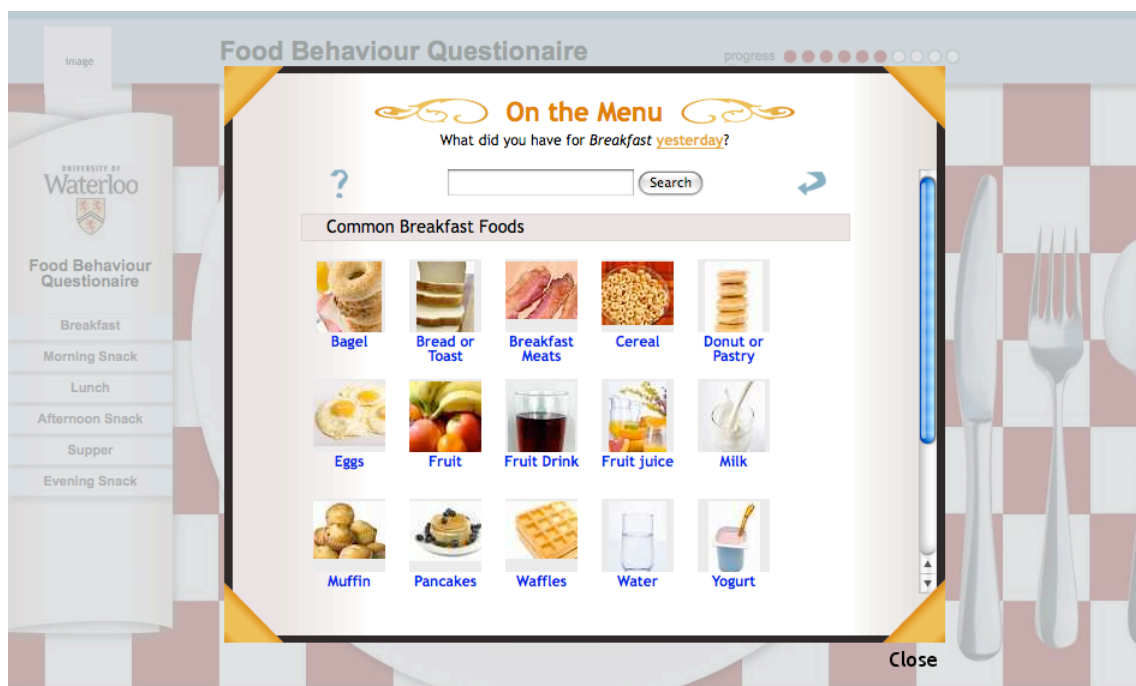 Image
Food Behaviour Questionaire
progress
On the Menu
What did you have for Breakfast yesterday?
?
Search
Common Breakfast Foods
Bagel
Bread or
Toast
Breakfast
Meats
Cereal
Donut or
Pastry
Eggs
Fruit
Fruit Drink
Fruit juice
Milk
Muffin
Pancakes
Waffles
Water
Yogurt
Close
UNIVERSITY OF
Waterloo
Food Behaviour
Questionaire
Breakfast
Morning Snack
Lunch
Afternoon Snack
Supper
Evening Snack